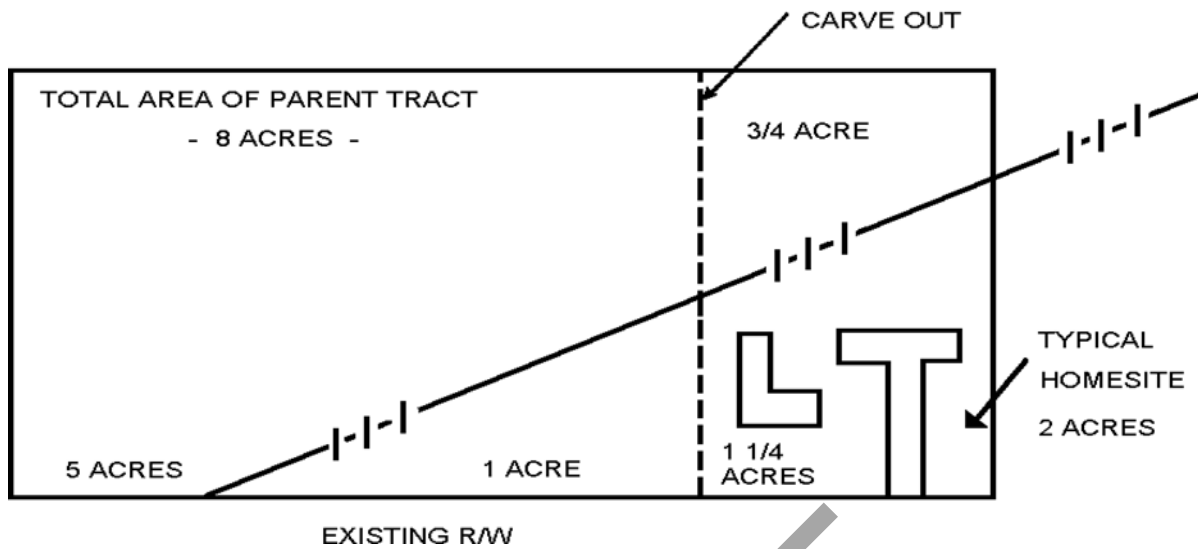 CARVE OUT
TOTAL AREA OF PARENT TRACT
- 8 ACRES -
3/4 ACRE
TYPICAL
HOMESITE
2 ACRES
5 ACRES
1 ACRE
1 1/4
ACRES
EXISTING R/W